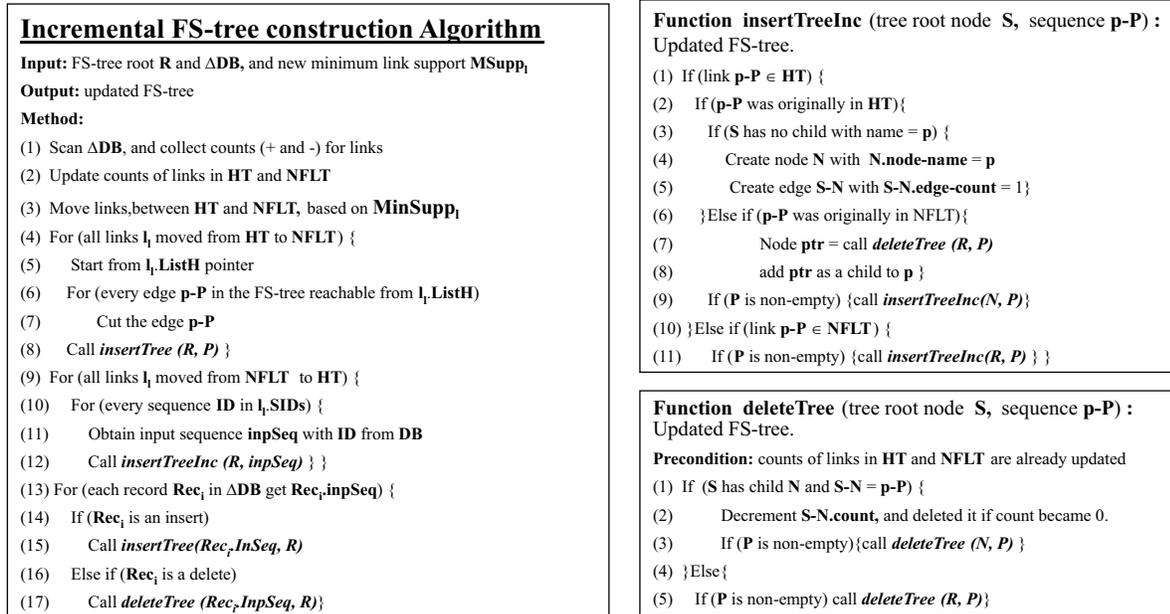 Incremental FS-tree construction Algorithm
Input: FS-tree root R and ΔDB, and new minimum link support MSuppₗ
Output: updated FS-tree
Method:
(1) Scan ΔDB, and collect counts (+ and -) for links
(2) Update counts of links in HT and NFLT
(3) Move links,between HT and NFLT, based on MinSuppₗ
(4) For (all links lₗ moved from HT to NFLT) {
(5) Start from lₗ.ListH pointer
(6) For (every edge p-P in the FS-tree reachable from lₗ.ListH)
(7) Cut the edge p-P
(8) Call insertTree (R, P) }
(9) For (all links lₗ moved from NFLT to HT) {
(10) For (every sequence ID in lₗ.SIDs) {
(11) Obtain input sequence inpSeq with ID from DB
(12) Call insertTreeInc (R, inpSeq) } }
(13) For (each record Recᵢ in ΔDB get Recᵢ.inpSeq) {
(14) If (Recᵢ is an insert)
(15) Call insertTree(Recᵢ.InSeq, R)
(16) Else if (Recᵢ is a delete)
(17) Call deleteTree (Recᵢ.InpSeq, R)}
Function insertTreeInc (tree root node S, sequence p-P) :
Updated FS-tree.
(1) If (link p-P ∈ HT) {
(2) If (p-P was originally in HT){
(3) If (S has no child with name = p) {
(4) Create node N with N.node-name = p
(5) Create edge S-N with S-N.edge-count = 1}
(6) }Else if (p-P was originally in NFLT){
(7) Node ptr = call deleteTree (R, P)
(8) add ptr as a child to p }
(9) If (P is non-empty) {call insertTreeInc(N, P)}
(10) }Else if (link p-P ∈ NFLT) {
(11) If (P is non-empty) {call insertTreeInc(R, P) } }
Function deleteTree (tree root node S, sequence p-P) :
Updated FS-tree.
Precondition: counts of links in HT and NFLT are already updated
(1) If (S has child N and S-N = p-P) {
(2) Decrement S-N.count, and deleted it if count became 0.
(3) If (P is non-empty){call deleteTree (N, P) }
(4) }Else{
(5) If (P is non-empty) call deleteTree (R, P)}